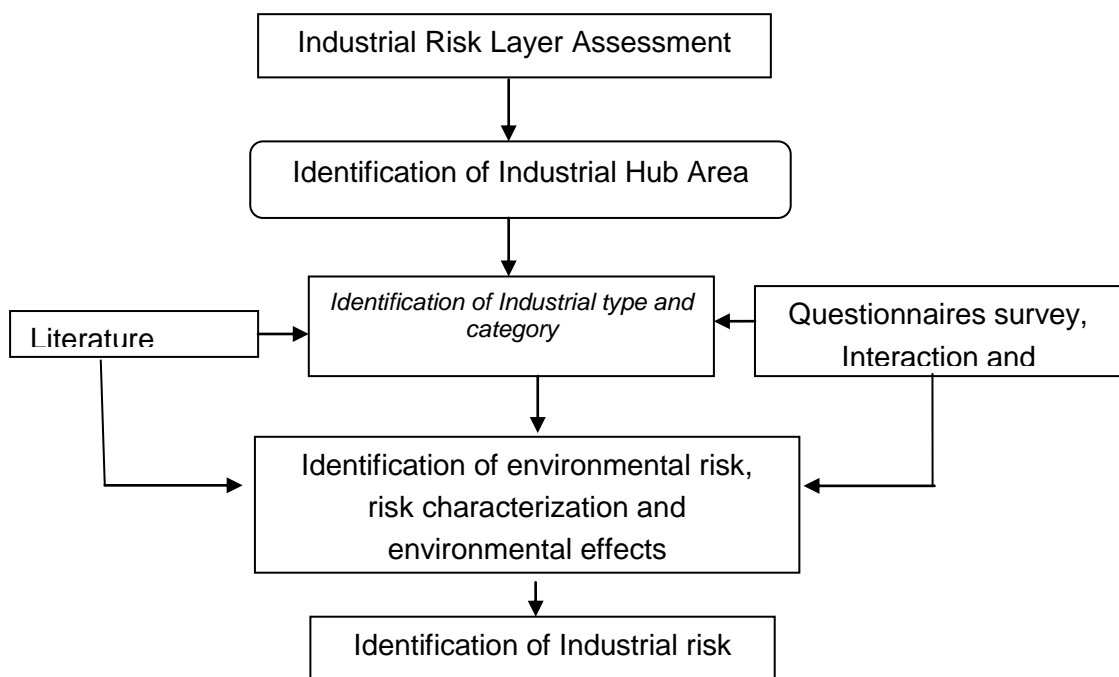 Industrial Risk Layer Assessment
Identification of Industrial Hub Area
Identification of Industrial type and
category
Literature
Questionnaires survey,
Interaction and
Identification of environmental risk,
risk characterization and
environmental effects
Identification of Industrial risk